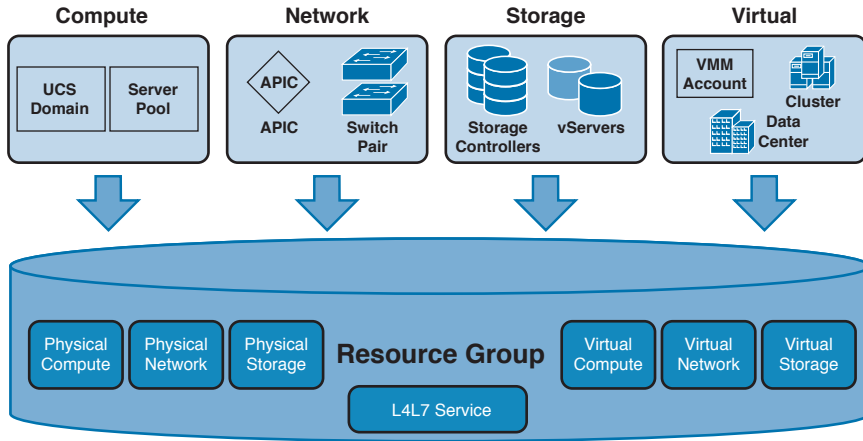 Compute
Network
Storage
Virtual
UCS
Domain
Server
Pool
APIC
APIC
Switch
Pair
Storage
Controllers
vServers
VMM
Account
Cluster
Data
Center
Physical
Compute
Physical
Network
Physical
Storage
Resource Group
Virtual
Compute
Virtual
Network
Virtual
Storage
L4L7 Service